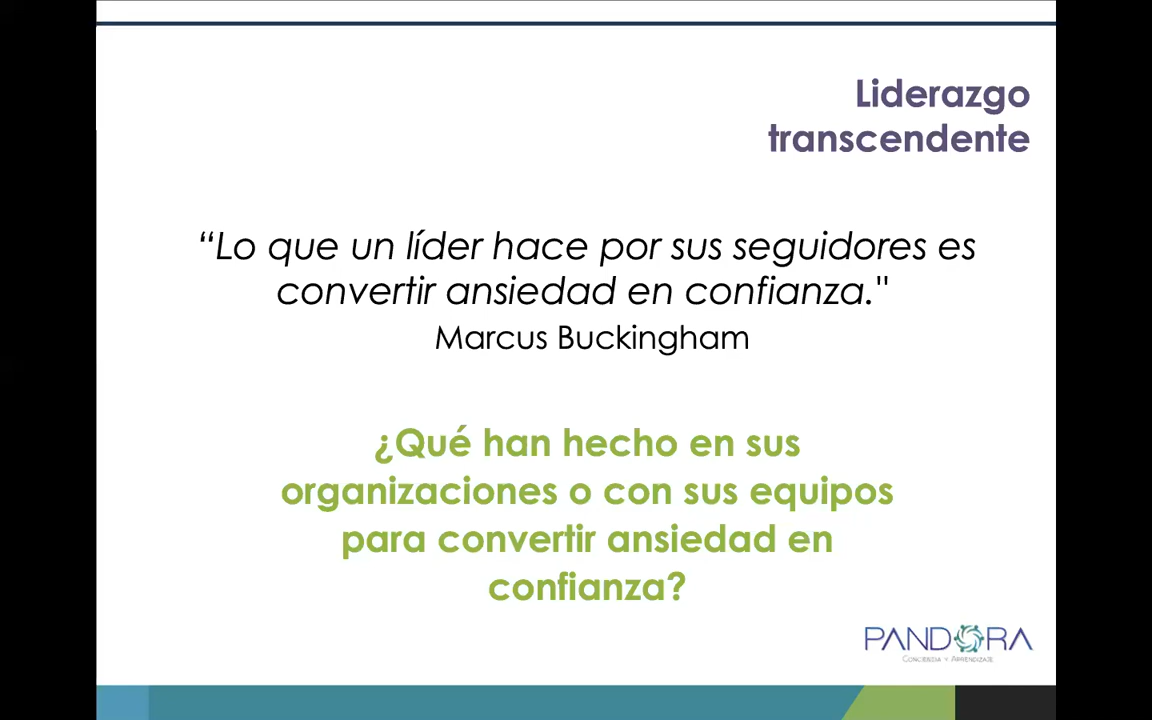 Liderazgo
transcendente
“Lo que un líder hace por sus seguidores es
convertir ansiedad en confianza."
Marcus Buckingham
¿Qué han hecho en sus
organizaciones o con sus equipos
para convertir ansiedad en
confianza?
PANDORA
Y APRENDIZAJE